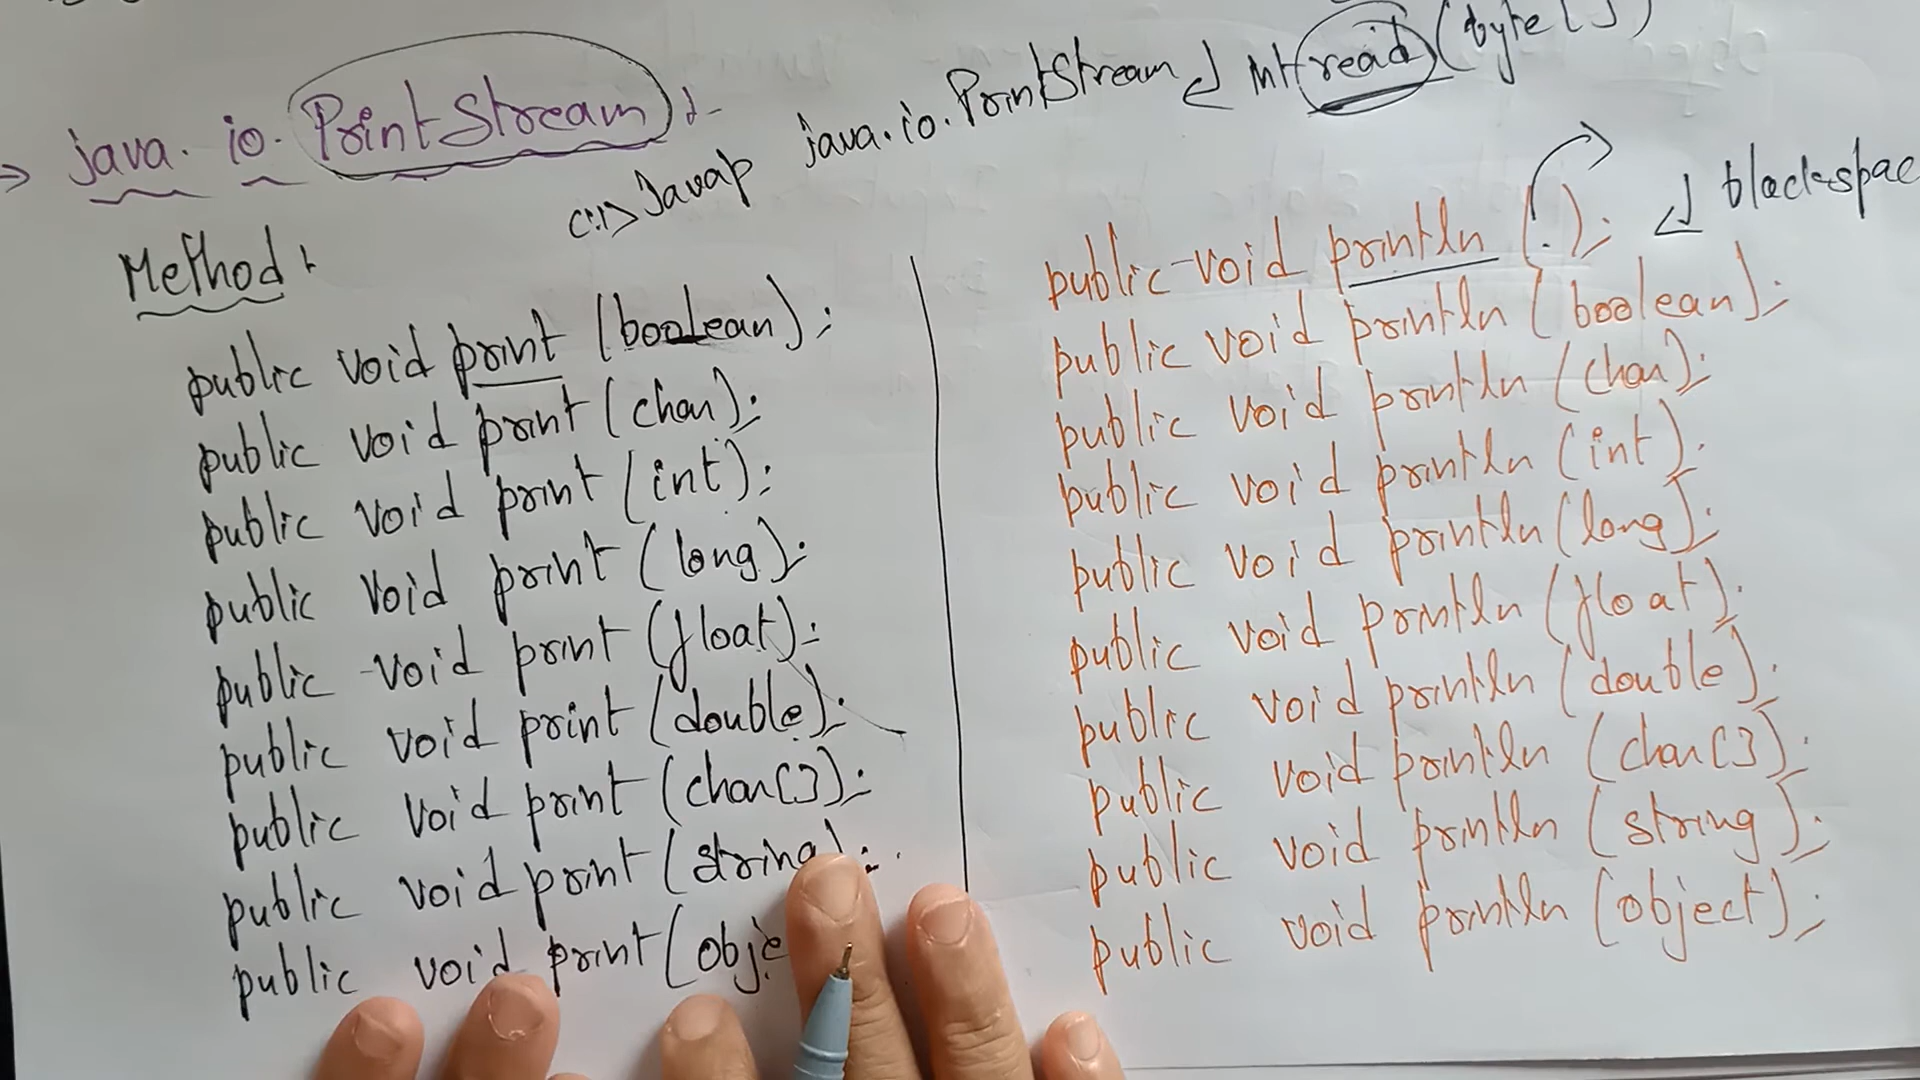 → java.io.PrintStream :-
c:\> Javap java.io.PrintStream ↲ int read (byte[])
Method:
public void print (boolean);
public void print (char);
public void print (int);
public void print (long);
public void print (float);
public void print (double);
public void print (char[]);
public void print (string);
public void print (obje
public void println (.); ↲
public void println (boolean);
public void println (char);
public void println (int);
public void println (long);
public void println (float);
public void println (double);
public void println (char[]);
public void println (string);
public void println (object);